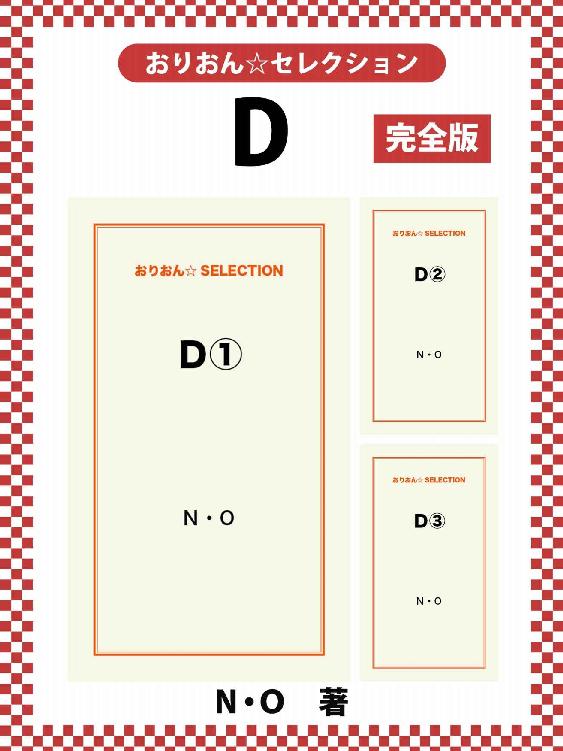 おりおん☆セレクション
D
完全版
おりおん☆ SELECTION
D①
N・O
おりおん☆ SELECTION
D②
N・O
おりおん☆ SELECTION
D③
N・O
N・O 著